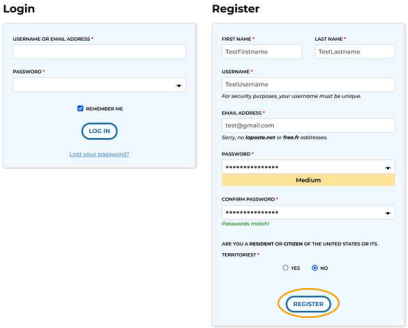 Login
USERNAME OR EMAIL ADDRESS *
PASSWORD *
REMEMBER ME
LOG IN
Lost your password?
Register
FIRST NAME * LAST NAME *
TestFirstname TestLastname
USERNAME *
TestUsername
For security purposes, your username must be unique.
EMAIL ADDRESS *
test@gmail.com
Sorry, no laposte.net or free.fr addresses.
PASSWORD *
***************
Medium
CONFIRM PASSWORD *
***************
Passwords match!
ARE YOU A RESIDENT OR CITIZEN OF THE UNITED STATES OR ITS
TERRITORIES? *
YES NO
REGISTER